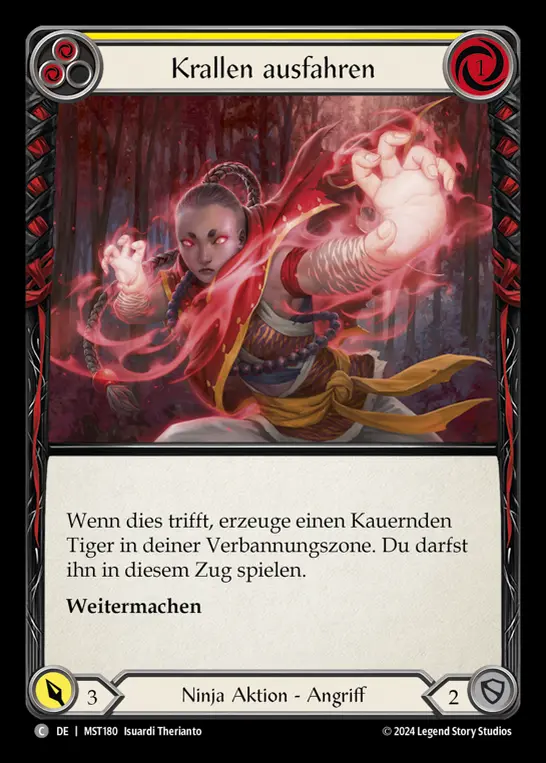 Krallen ausfahren
1
Wenn dies trifft, erzeuge einen Kauernden
Tiger in deiner Verbannungszone. Du darfst
ihn in diesem Zug spielen.
Weitermachen
3
Ninja Aktion - Angriff
2
C DE | MST180 Isuardi Therianto
© 2024 Legend Story Studios